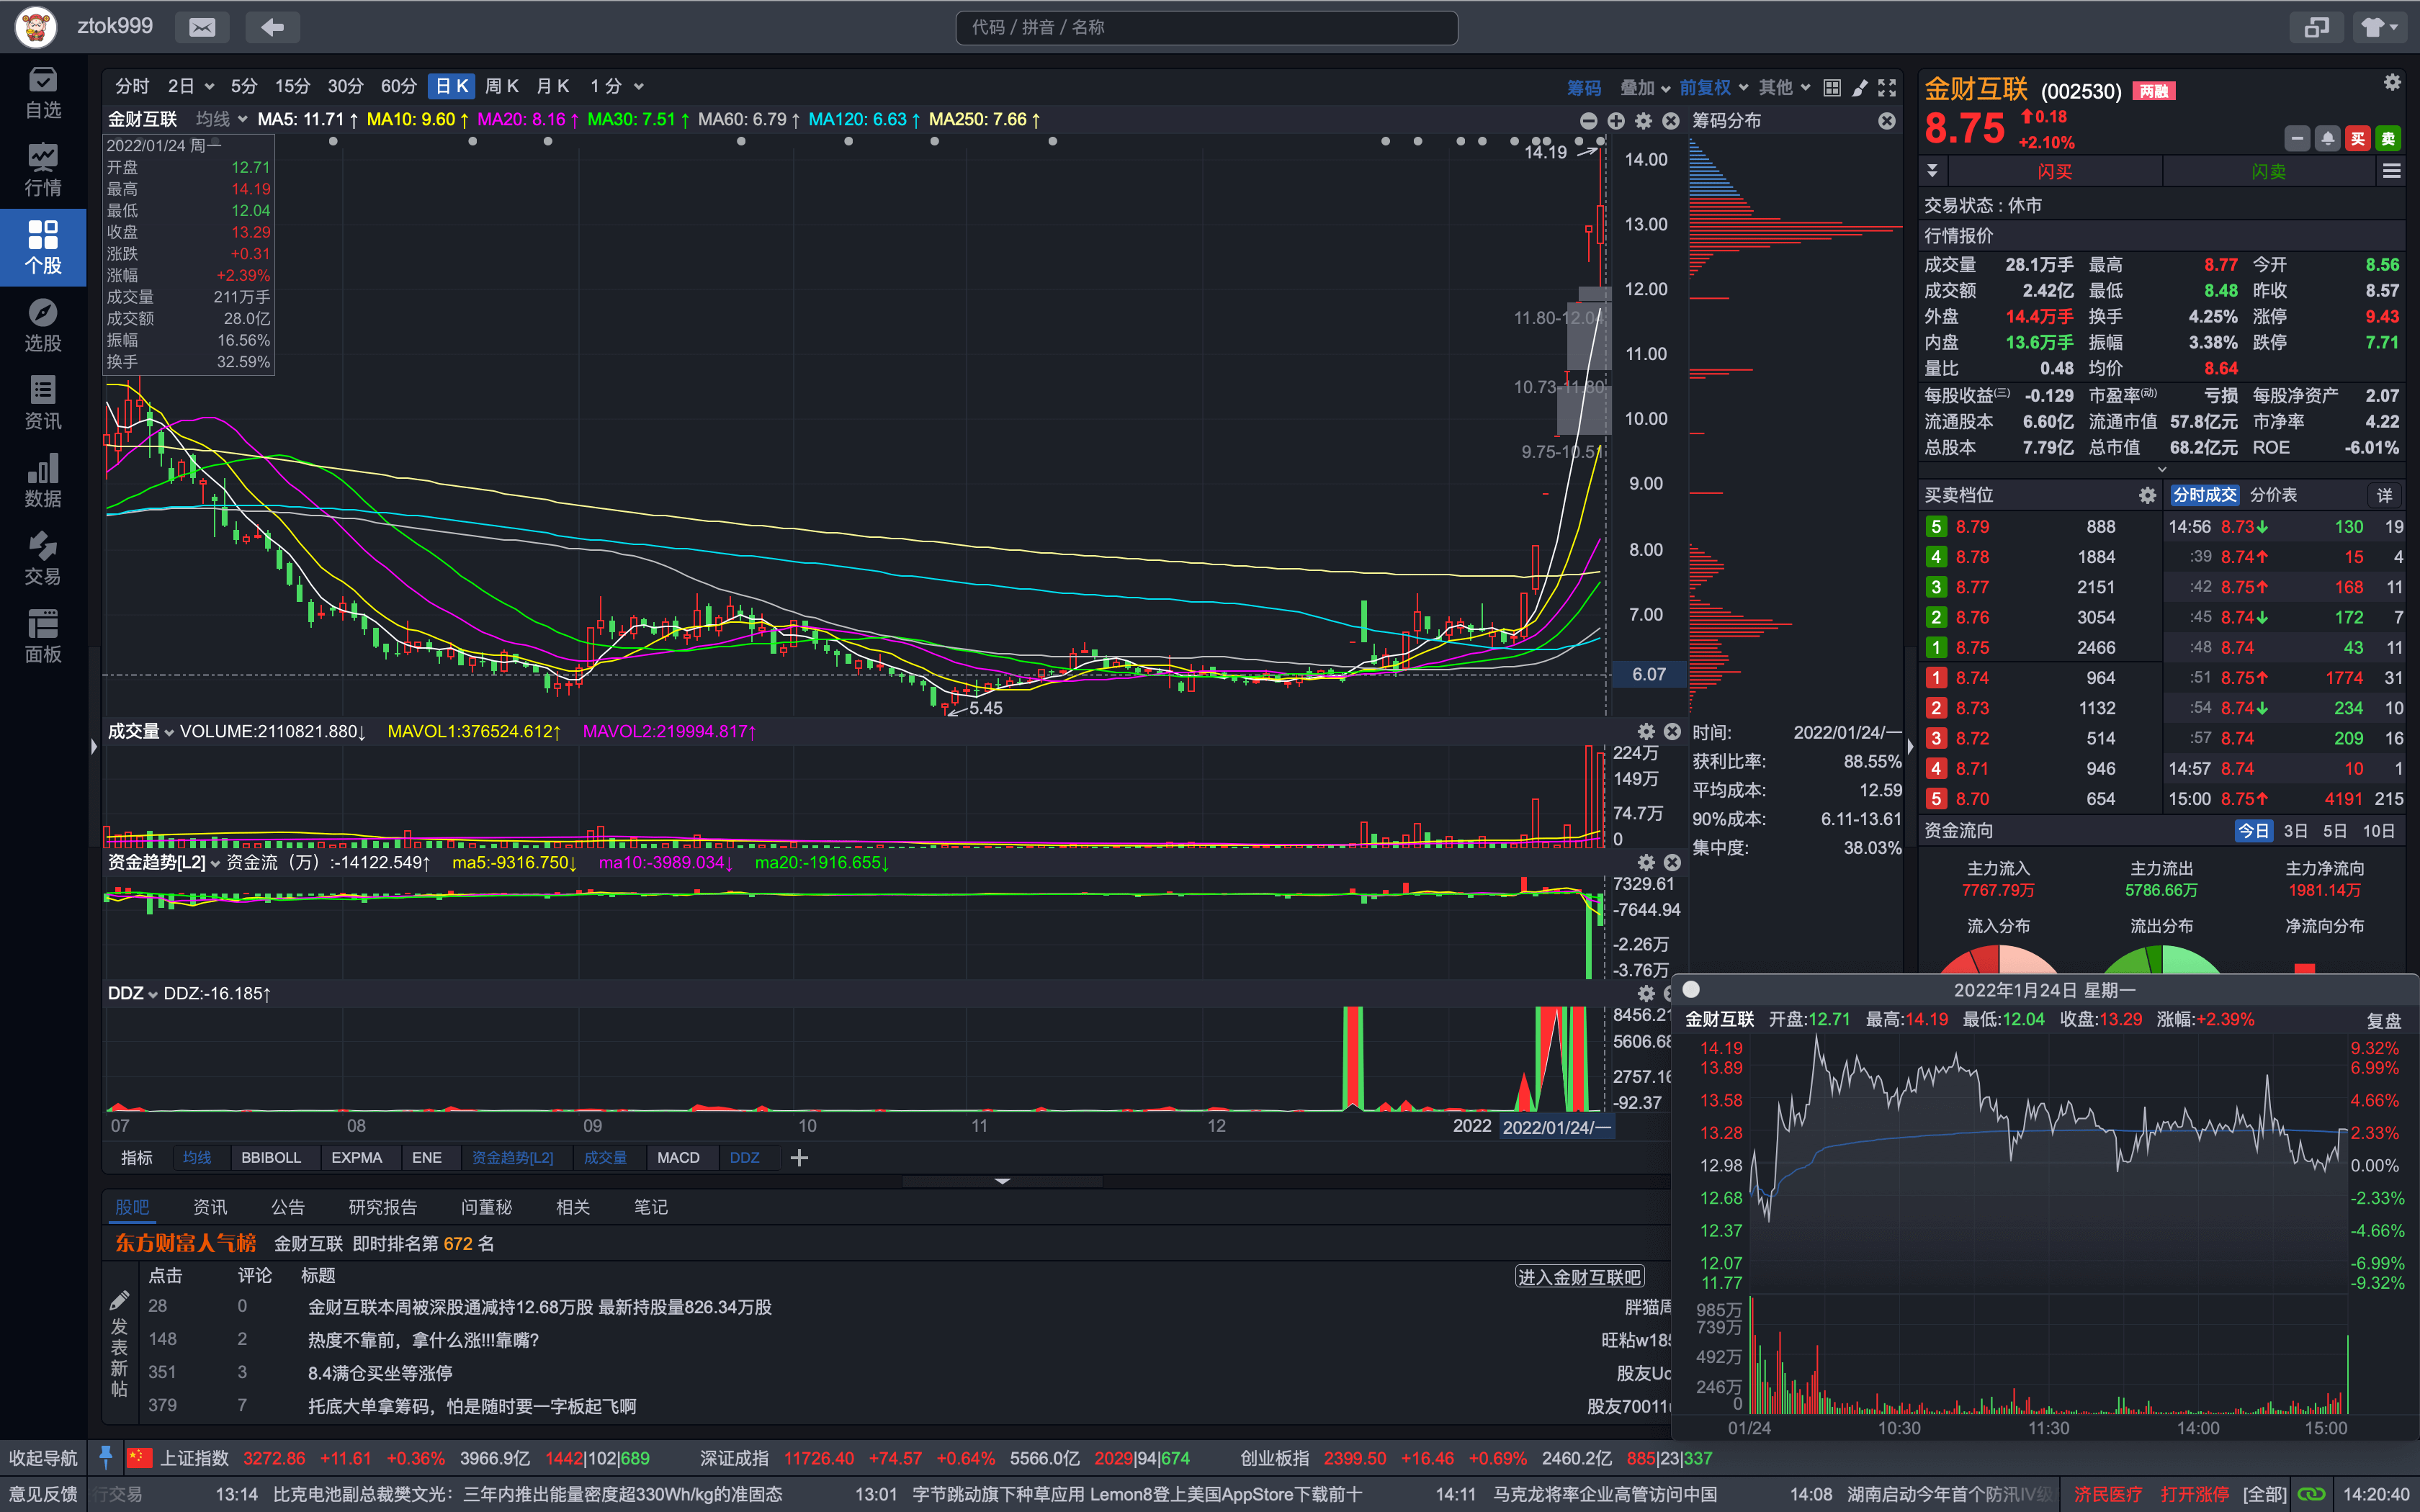 ztok999
代码 / 拼音 / 名称
自选
行情
个股
选股
资讯
数据
交易
面板
分时 2日 5分 15分 30分 60分 日K 周K 月K 1分
筹码 叠加 前复权 其他
金财互联 均线 MA5: 11.71↑ MA10: 9.60↑ MA20: 8.16↑ MA30: 7.51↑ MA60: 6.79↑ MA120: 6.63↑ MA250: 7.66↑
筹码分布
2022/01/24 周一
开盘 12.71
最高 14.19
最低 12.04
收盘 13.29
涨跌 +0.31
涨幅 +2.39%
成交量 211万手
成交额 28.0亿
振幅 16.56%
换手 32.59%
14.19
14.00
13.00
12.00
11.80-12.04
11.00
10.73-11.80
10.00
9.75-10.51
9.00
8.00
7.00
6.07
5.45
成交量 VOLUME:2110821.880↓ MAVOL1:376524.612↑ MAVOL2:219994.817↑
224万
149万
74.7万
0
资金趋势[L2] 资金流（万）:-14122.549↑ ma5:-9316.750↓ ma10:-3989.034↓ ma20:-1916.655↓
7329.61
-7644.94
-2.26万
-3.76万
DDZ DDZ:-16.185↑
8456.21
5606.68
2757.16
-92.37
07 08 09 10 11 12 2022 2022/01/24/一
指标 均线 BBIBOLL EXPMA ENE 资金趋势[L2] 成交量 MACD DDZ
时间: 2022/01/24/一
获利比率: 88.55%
平均成本: 12.59
90%成本: 6.11-13.61
集中度: 38.03%
股吧 资讯 公告 研究报告 问董秘 相关 笔记
东方财富人气榜 金财互联 即时排名第 672 名
点击 评论 标题
进入金财互联吧
发表新帖
28 0 金财互联本周被深股通减持12.68万股 最新持股量826.34万股 胖猫周
148 2 热度不靠前，拿什么涨!!!靠嘴? 旺粘w185
351 3 8.4满仓买坐等涨停 股友Uc
379 7 托底大单拿筹码，怕是随时要一字板起飞啊 股友70011
金财互联 (002530) 两融
8.75 0.18
+2.10%
买 卖
闪买 闪卖
交易状态 : 休市
行情报价
成交量 28.1万手 最高 8.77 今开 8.56
成交额 2.42亿 最低 8.48 昨收 8.57
外盘 14.4万手 换手 4.25% 涨停 9.43
内盘 13.6万手 振幅 3.38% 跌停 7.71
量比 0.48 均价 8.64
每股收益(三) -0.129 市盈率(动) 亏损 每股净资产 2.07
流通股本 6.60亿 流通市值 57.8亿元 市净率 4.22
总股本 7.79亿 总市值 68.2亿元 ROE -6.01%
买卖档位 分时成交 分价表 详
5 8.79 888 14:56 8.73↓ 130 19
4 8.78 1884 :39 8.74↑ 15 4
3 8.77 2151 :42 8.75↑ 168 11
2 8.76 3054 :45 8.74↓ 172 7
1 8.75 2466 :48 8.74 43 11
1 8.74 964 :51 8.75↑ 1774 31
2 8.73 1132 :54 8.74↓ 234 10
3 8.72 514 :57 8.74 209 16
4 8.71 946 14:57 8.74 10 1
5 8.70 654 15:00 8.75↑ 4191 215
资金流向 今日 3日 5日 10日
主力流入 主力流出 主力净流向
7767.79万 5786.66万 1981.14万
流入分布 流出分布 净流向分布
2022年1月24日 星期一
金财互联 开盘:12.71 最高:14.19 最低:12.04 收盘:13.29 涨幅:+2.39% 复盘
14.19 9.32%
13.89 6.99%
13.58 4.66%
13.28 2.33%
12.98 0.00%
12.68 -2.33%
12.37 -4.66%
12.07 -6.99%
11.77 -9.32%
985万
739万
492万
246万
0
01/24 10:30 11:30 14:00 15:00
收起导航 上证指数 3272.86 +11.61 +0.36% 3966.9亿 1442|102|689 深证成指 11726.40 +74.57 +0.64% 5566.0亿 2029|94|674 创业板指 2399.50 +16.46 +0.69% 2460.2亿 885|23|337
意见反馈 行交易 13:14 比克电池副总裁樊文光：三年内推出能量密度超330Wh/kg的准固态 13:01 字节跳动旗下种草应用 Lemon8登上美国AppStore下载前十 14:11 马克龙将率企业高管访问中国 14:08 湖南启动今年首个防汛IV级 济民医疗 打开涨停 [全部] 14:20:40